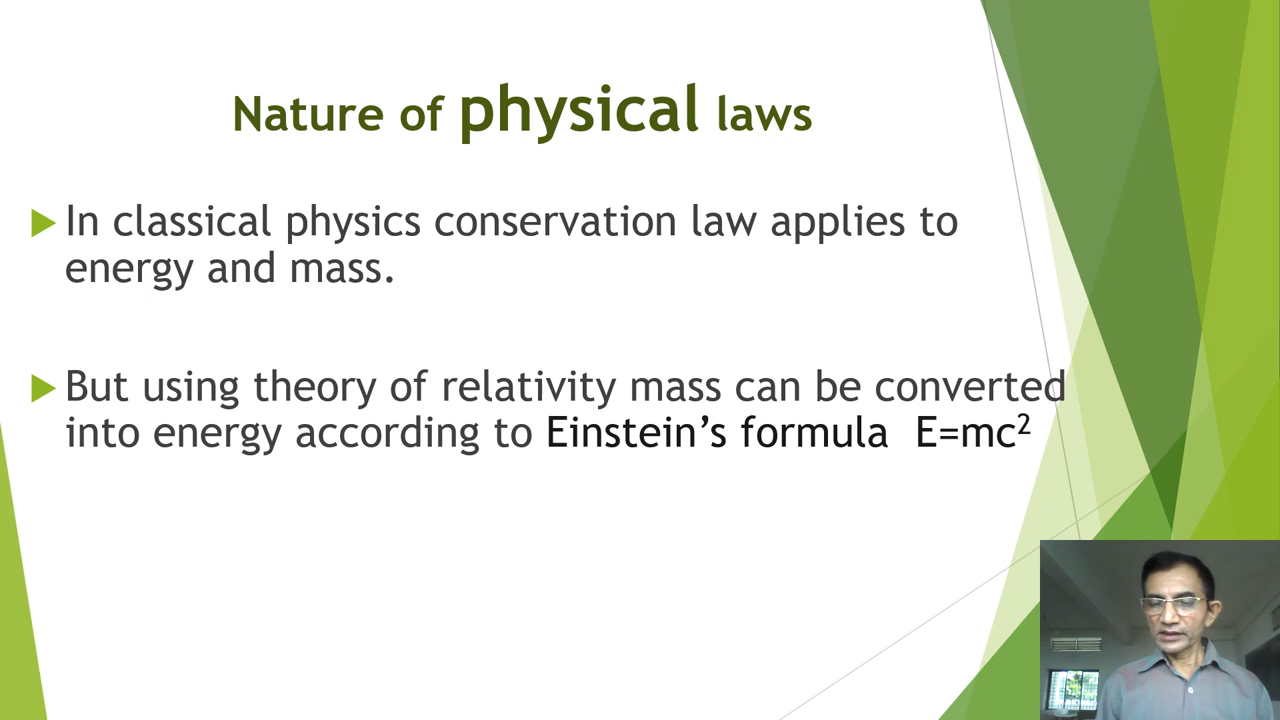 Nature of physical laws
In classical physics conservation law applies to
energy and mass.
But using theory of relativity mass can be converted
into energy according to Einstein’s formula E=mc²